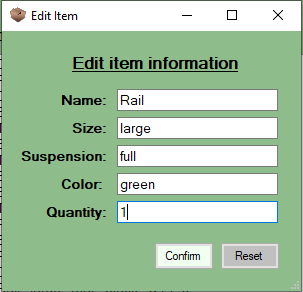 Edit Item
Edit item information
Name: Rail
Size: large
Suspension: full
Color: green
Quantity: 1
Confirm Reset